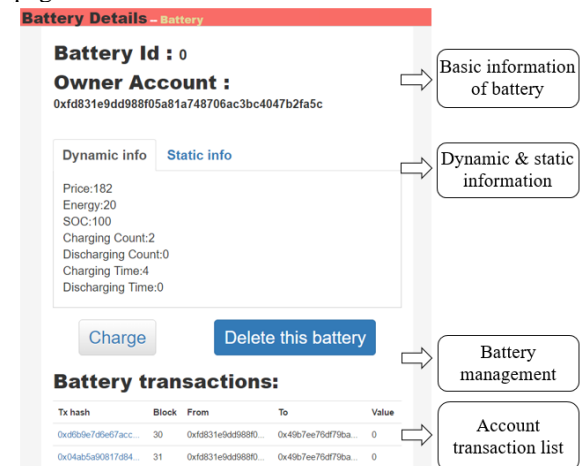 Battery Details – Battery
Battery Id : 0
Owner Account :
0xfd831e9dd988f05a81a748706ac3bc4047b2fa5c
Basic information
of battery
Dynamic info Static info
Dynamic & static
information
Price:182
Energy:20
SOC:100
Charging Count:2
Discharging Count:0
Charging Time:4
Discharging Time:0
Charge Delete this battery
Battery
management
Battery transactions:
Tx hash Block From To Value
0xd6b9e7d6e67acc... 30 0xfd831e9dd988f0... 0x49b7ee76df79ba... 0
0x04ab5a90817d84... 31 0xfd831e9dd988f0... 0x49b7ee76df79ba... 0
Account
transaction list